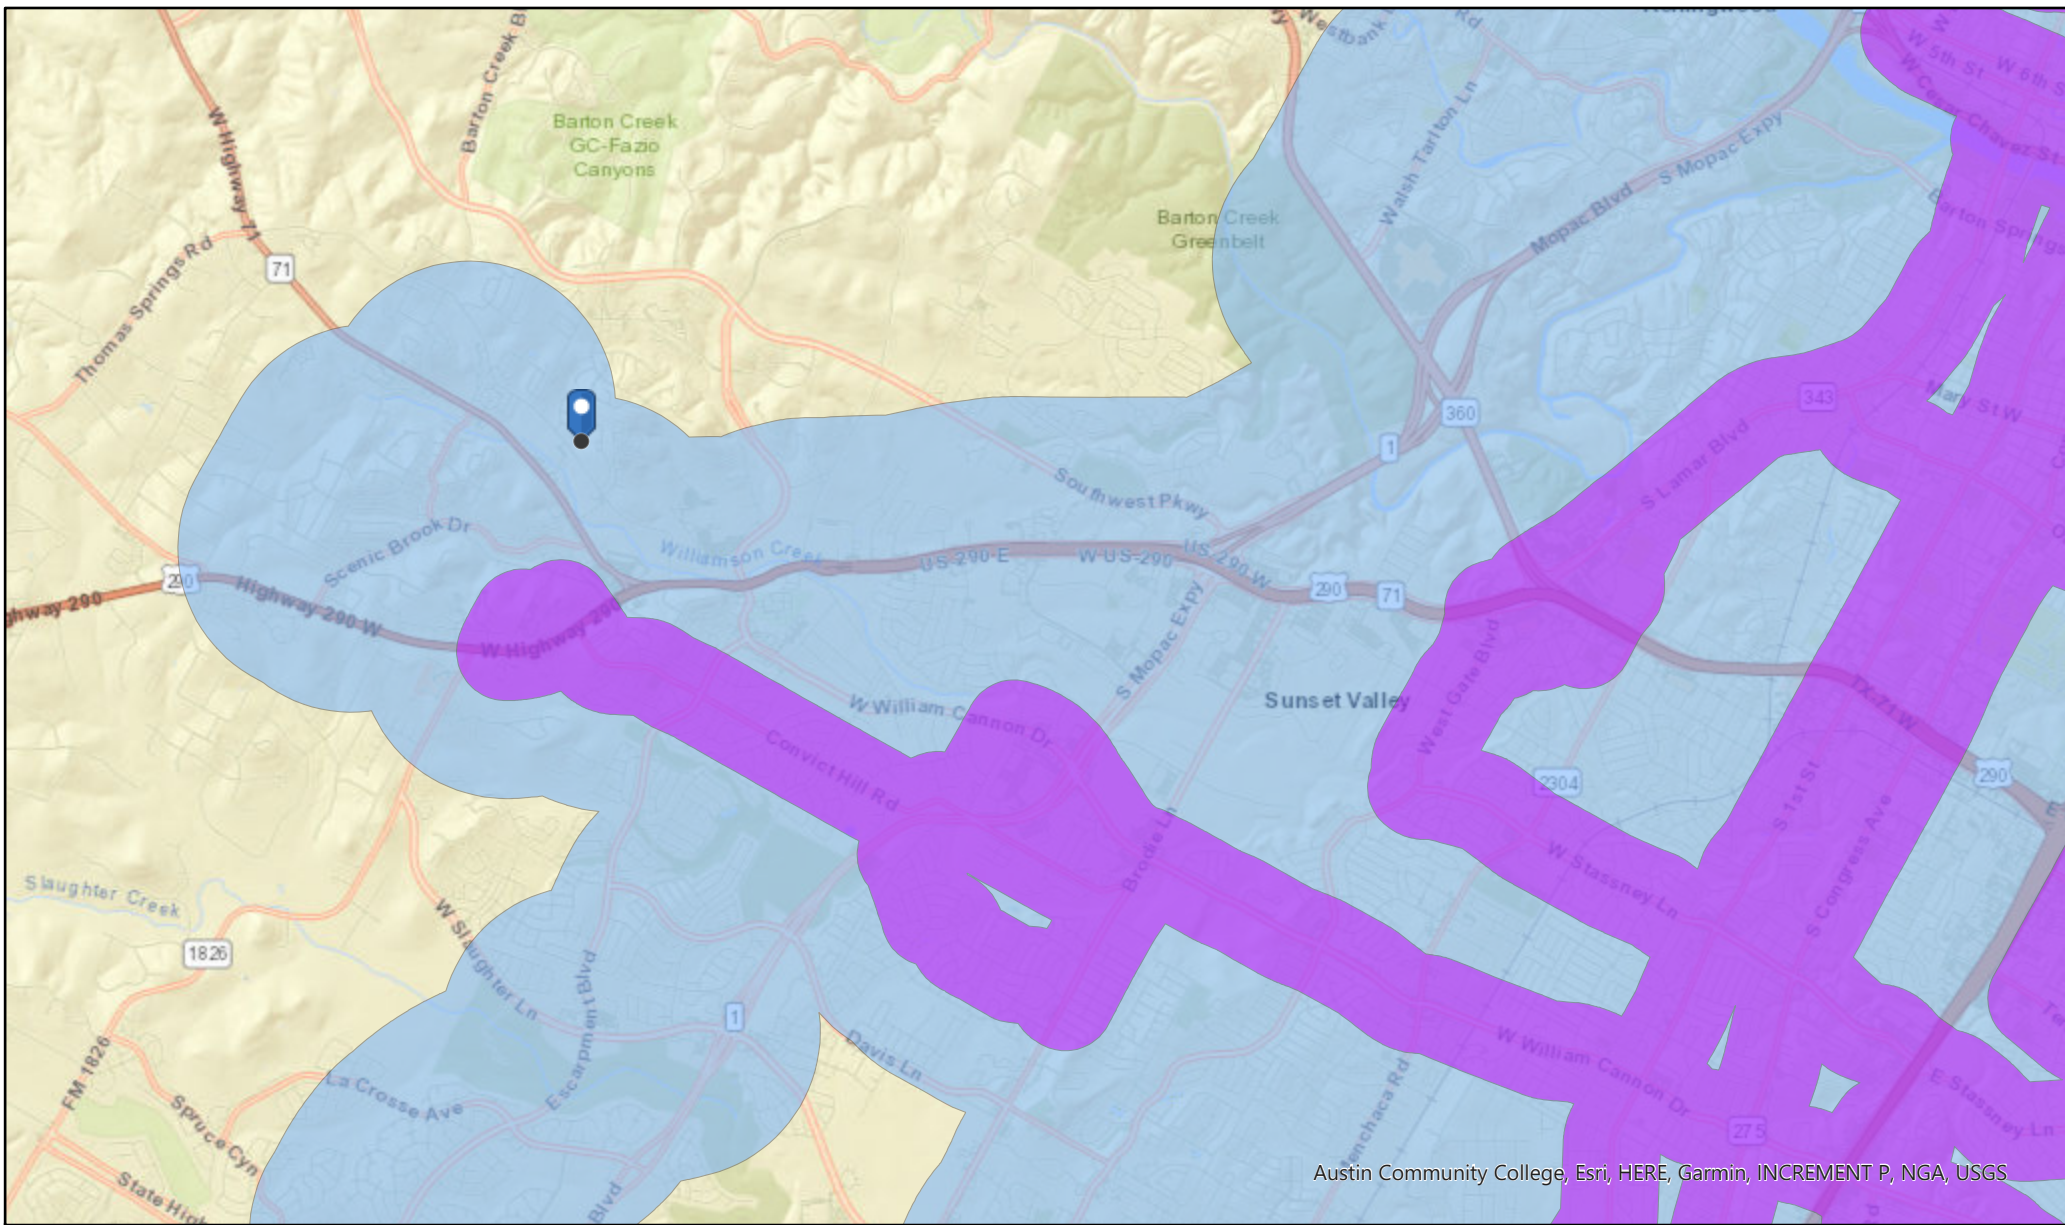 Westbank
Rd
W 5th St
W 6th S
W Cesar Chavez St
Barton Creek B
W Highway 71
Barton Creek
GC-Fazio
Canyons
Walsh Tarlton Ln
S Mopac Expy
Mopac Blvd
Barton Springs
Barton Creek
Greenbelt
Thomas Springs Rd
71
343
Mary St W
360
1
S Lamar Blvd
Southwest Pkwy
Scenic Brook Dr
Williamson Creek
US-290 E
W US-290
US-290 W
290
Highway 290 W
ghway 290
W Highway 290
290
71
S Mopac Expy
West Gate Blvd
Sunset Valley
W William Cannon Dr
TX-71 W
Convict Hill Rd
2304
290
S 1st St
S Congress Ave
Brodie Ln
W Stassney Ln
Slaughter Creek
1826
W Slaughter Ln
Escarpment Blvd
1
Davis Ln
W William Cannon Dr
E Stassney Ln
FM 1826
La Crosse Ave
Spruce Cyn
Menchaca Rd
275
State High
Blvd
Austin Community College, Esri, HERE, Garmin, INCREMENT P, NGA, USGS